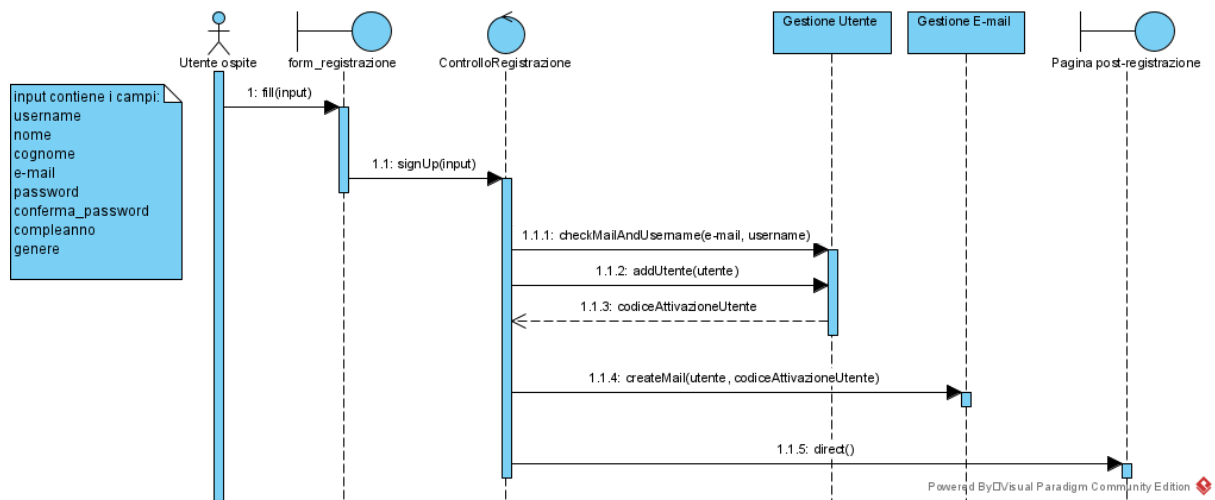 Gestione Utente
Gestione E-mail
Utente ospite
form_registrazione
ControlloRegistrazione
Pagina post-registrazione
input contiene i campi:
username
nome
cognome
e-mail
password
conferma_password
compleanno
genere
1: fill(input)
1.1: signUp(input)
1.1.1: checkMailAndUsername(e-mail, username)
1.1.2: addUtente(utente)
1.1.3: codiceAttivazioneUtente
1.1.4: createMail(utente, codiceAttivazioneUtente)
1.1.5: direct()
Powered By□Visual Paradigm Community Edition